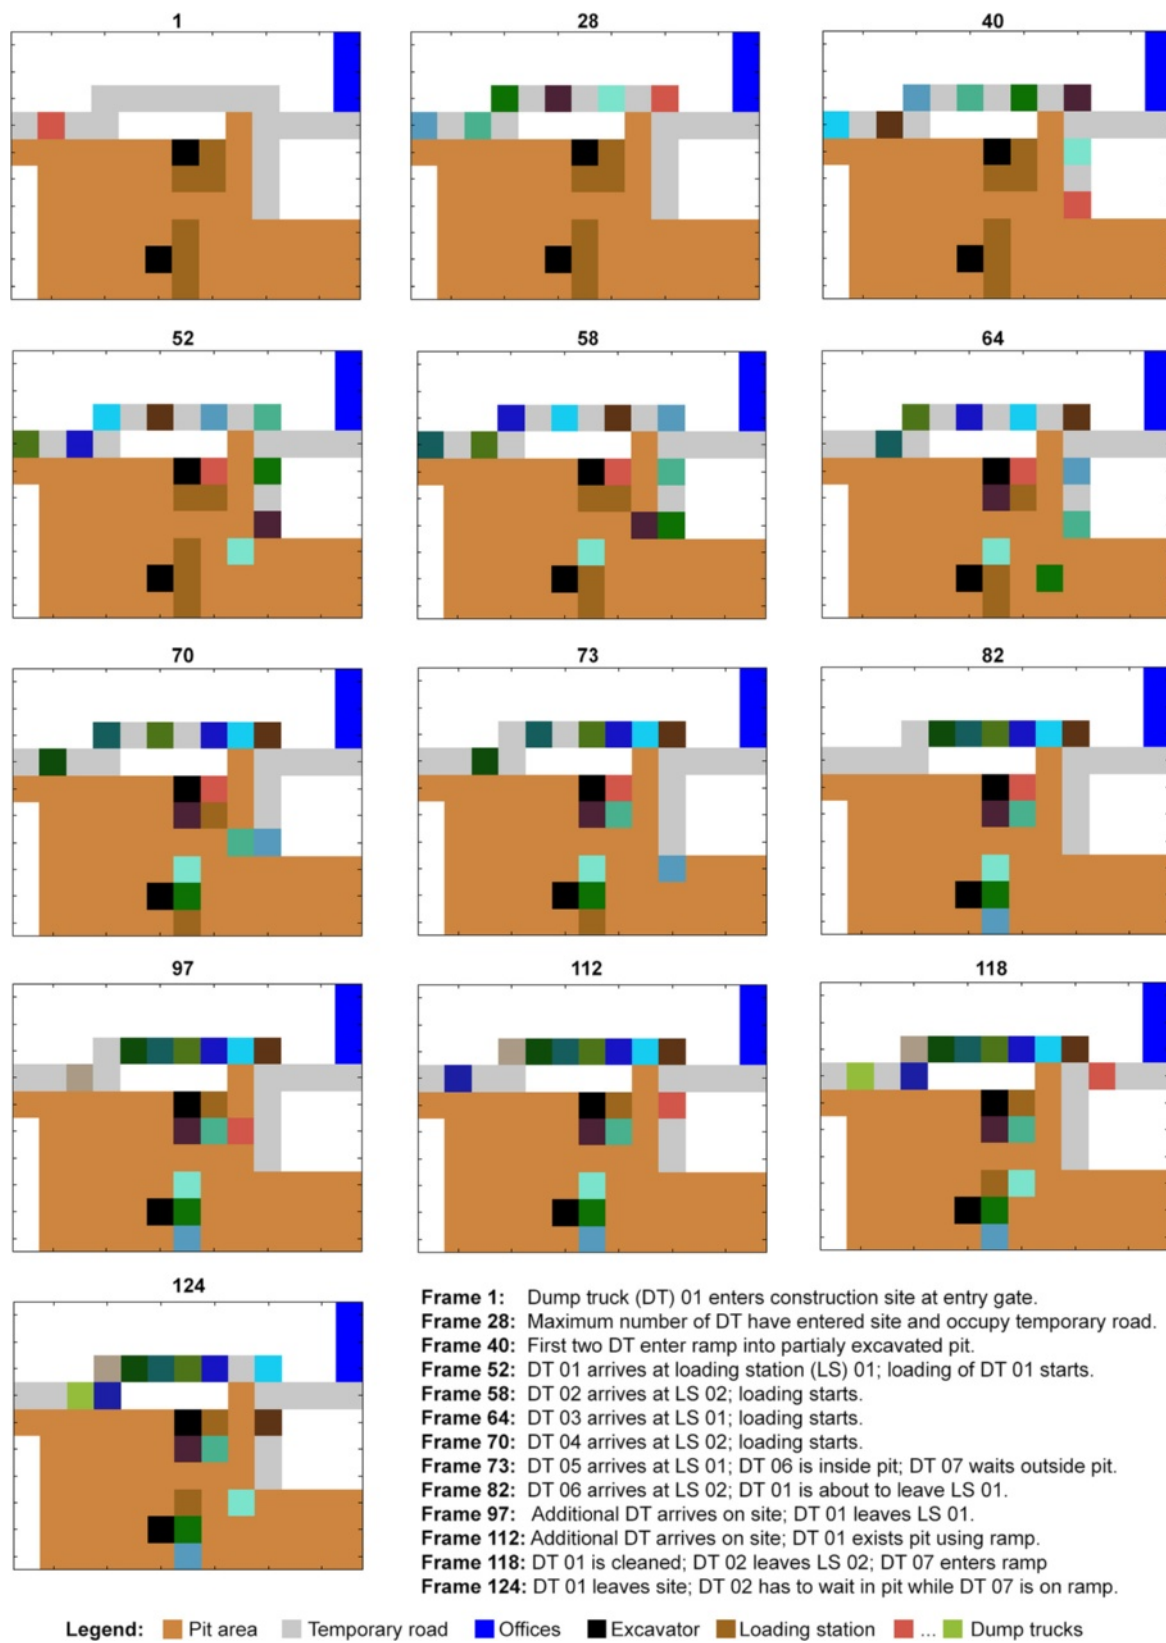 1 28 40
52 58 64
70 73 82
97 112 118
124
Frame 1: Dump truck (DT) 01 enters construction site at entry gate.
Frame 28: Maximum number of DT have entered site and occupy temporary road.
Frame 40: First two DT enter ramp into partialy excavated pit.
Frame 52: DT 01 arrives at loading station (LS) 01; loading of DT 01 starts.
Frame 58: DT 02 arrives at LS 02; loading starts.
Frame 64: DT 03 arrives at LS 01; loading starts.
Frame 70: DT 04 arrives at LS 02; loading starts.
Frame 73: DT 05 arrives at LS 01; DT 06 is inside pit; DT 07 waits outside pit.
Frame 82: DT 06 arrives at LS 02; DT 01 is about to leave LS 01.
Frame 97: Additional DT arrives on site; DT 01 leaves LS 01.
Frame 112: Additional DT arrives on site; DT 01 exists pit using ramp.
Frame 118: DT 01 is cleaned; DT 02 leaves LS 02; DT 07 enters ramp
Frame 124: DT 01 leaves site; DT 02 has to wait in pit while DT 07 is on ramp.
Legend: Pit area Temporary road Offices Excavator Loading station ... Dump trucks